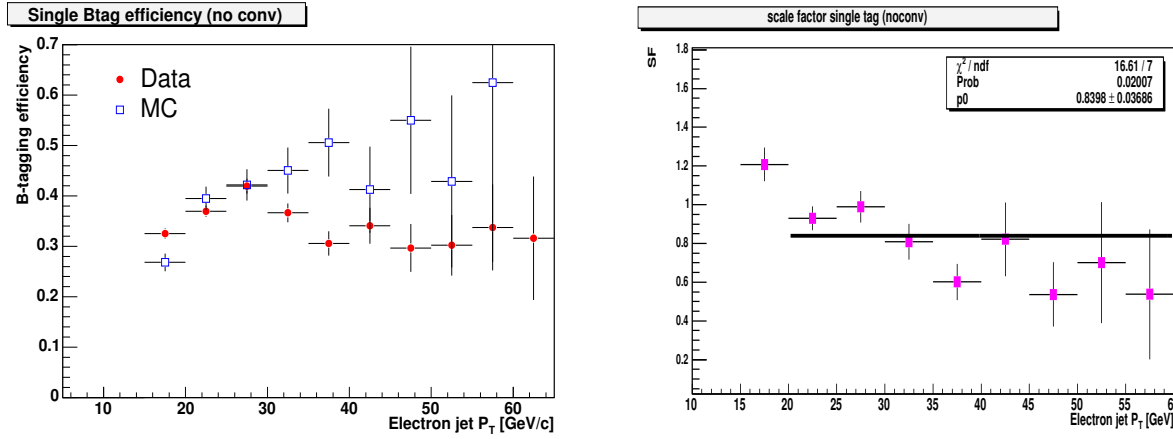 Single Btag efficiency (no conv)
B-tagging efficiency
0.7
0.6
0.5
0.4
0.3
0.2
0.1
0
Data
MC
10 20 30 40 50 60
Electron jet P_T [GeV/c]
scale factor single tag (noconv)
SF
1.8
1.6
1.4
1.2
1
0.8
0.6
0.4
0.2
χ² / ndf 16.61 / 7
Prob 0.02007
p0 0.8398 ± 0.03686
10 15 20 25 30 35 40 45 50 55 6
Electron jet P_T [GeV]